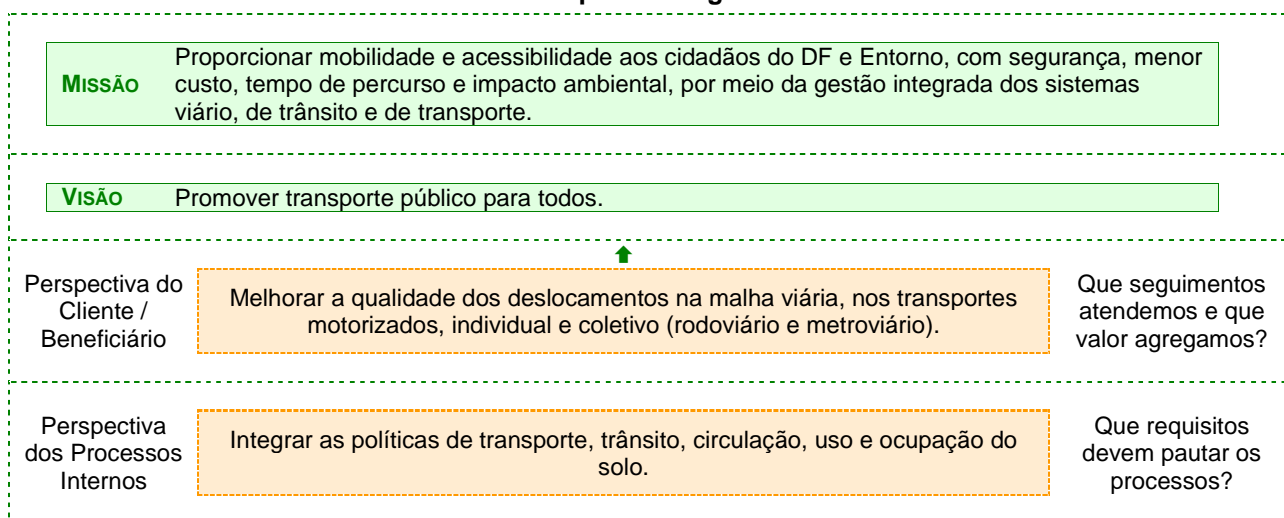 MISSÃO
Proporcionar mobilidade e acessibilidade aos cidadãos do DF e Entorno, com segurança, menor
custo, tempo de percurso e impacto ambiental, por meio da gestão integrada dos sistemas
viário, de trânsito e de transporte.
VISÃO
Promover transporte público para todos.
Perspectiva do
Cliente /
Beneficiário
Melhorar a qualidade dos deslocamentos na malha viária, nos transportes
motorizados, individual e coletivo (rodoviário e metroviário).
Que seguimentos
atendemos e que
valor agregamos?
Perspectiva
dos Processos
Internos
Integrar as políticas de transporte, trânsito, circulação, uso e ocupação do
solo.
Que requisitos
devem pautar os
processos?